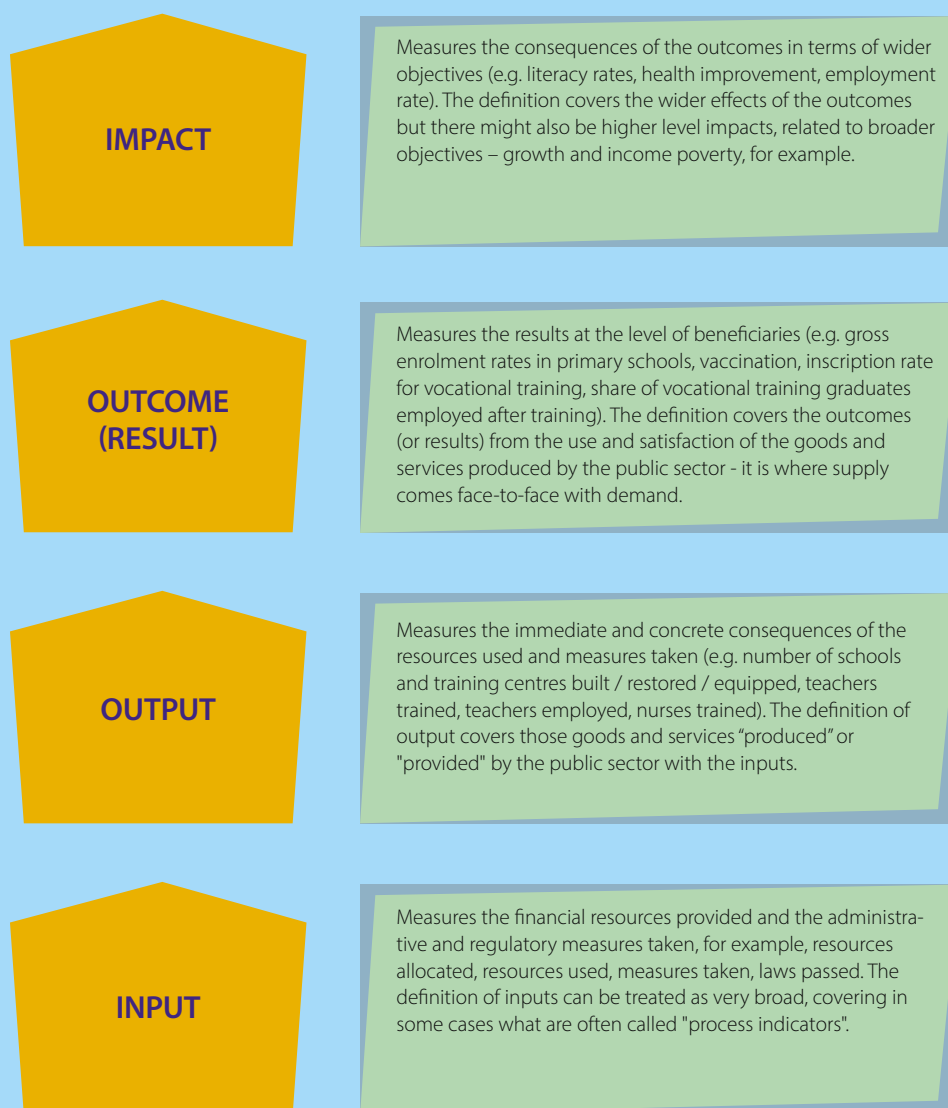 IMPACT
Measures the consequences of the outcomes in terms of wider
objectives (e.g. literacy rates, health improvement, employment
rate). The definition covers the wider effects of the outcomes
but there might also be higher level impacts, related to broader
objectives – growth and income poverty, for example.
OUTCOME
(RESULT)
Measures the results at the level of beneficiaries (e.g. gross
enrolment rates in primary schools, vaccination, inscription rate
for vocational training, share of vocational training graduates
employed after training). The definition covers the outcomes
(or results) from the use and satisfaction of the goods and
services produced by the public sector - it is where supply
comes face-to-face with demand.
OUTPUT
Measures the immediate and concrete consequences of the
resources used and measures taken (e.g. number of schools
and training centres built / restored / equipped, teachers
trained, teachers employed, nurses trained). The definition of
output covers those goods and services “produced” or
"provided" by the public sector with the inputs.
INPUT
Measures the financial resources provided and the administra-
tive and regulatory measures taken, for example, resources
allocated, resources used, measures taken, laws passed. The
definition of inputs can be treated as very broad, covering in
some cases what are often called "process indicators".